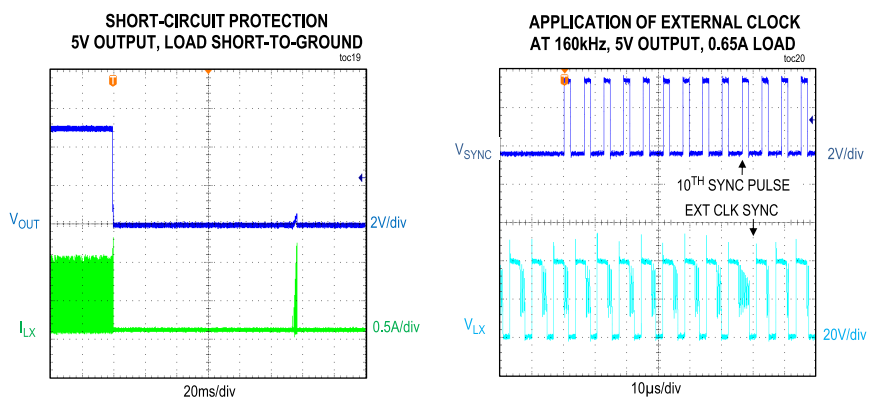 SHORT-CIRCUIT PROTECTION
5V OUTPUT, LOAD SHORT-TO-GROUND
toc19
T
VOUT
2V/div
ILX
0.5A/div
20ms/div
APPLICATION OF EXTERNAL CLOCK
AT 160kHz, 5V OUTPUT, 0.65A LOAD
toc20
T
VSYNC
2V/div
10TH SYNC PULSE
EXT CLK SYNC
VLX
20V/div
10µs/div